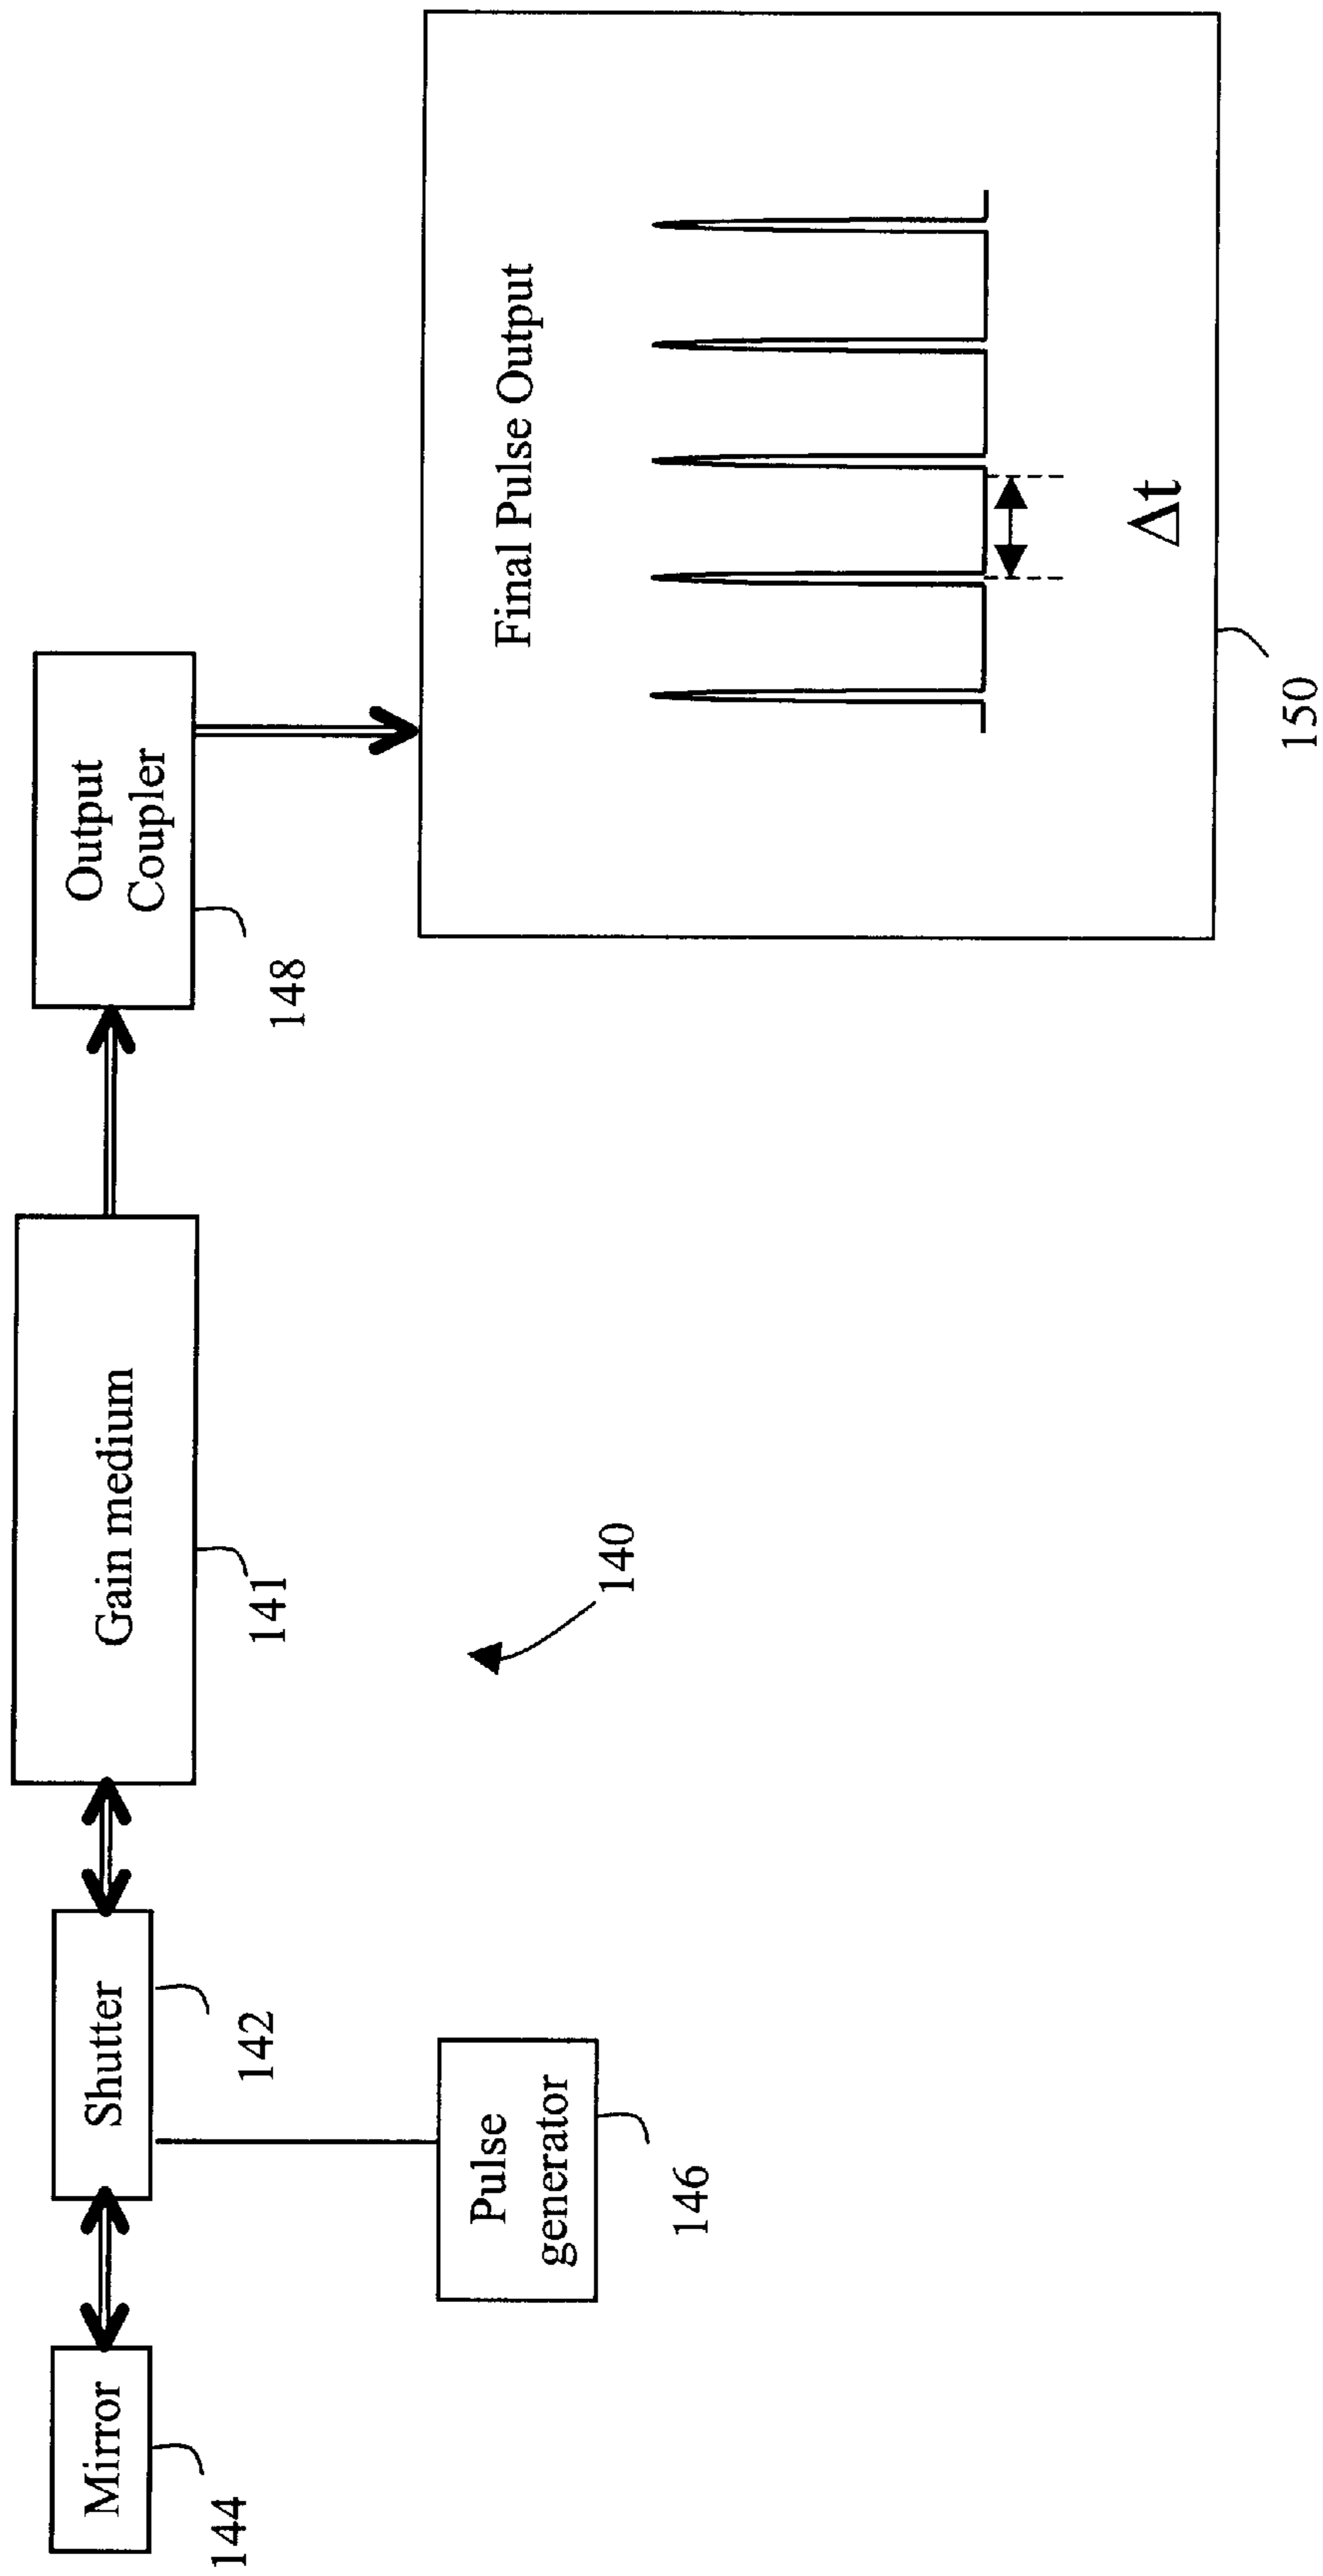 Mirror
144
Shutter
142
Pulse
generator
146
Gain medium
141
140
Output
Coupler
148
Final Pulse Output
Δt
150